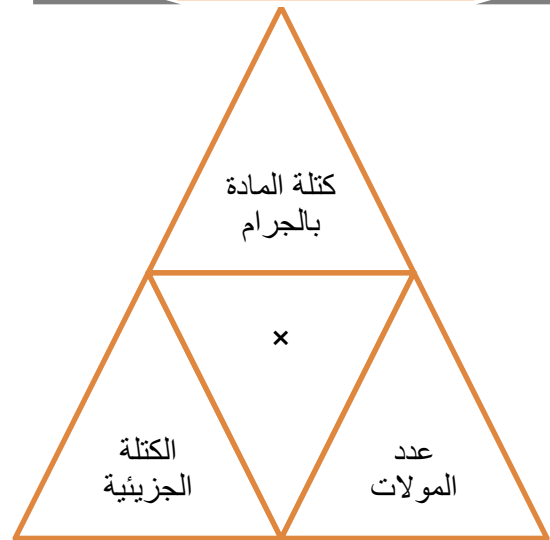 كتلة المادة
بالجرام
×
عدد
المولات
الكتلة
الجزيئية